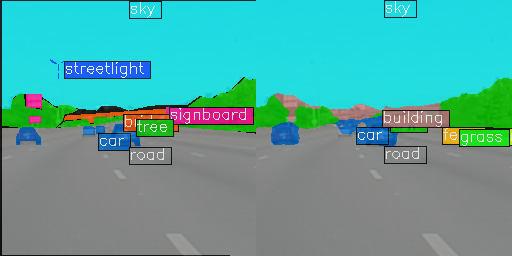 sky
sky
streetlight
signboard
building
tree
car
car
fe
grass
road
road